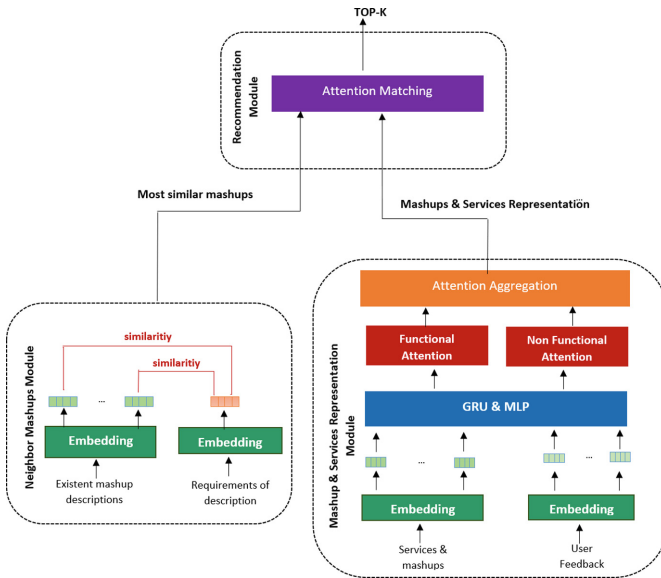 TOP-K
Recommendation
Module
Attention Matching
Most similar mashups
Mashups & Services Representation
Neighbor Mashups Module
similaritiy
similaritiy
...
Embedding
Embedding
Existent mashup
descriptions
Requirements of
description
Mashup & Services Representation
Module
Attention Aggregation
Functional
Attention
Non Functional
Attention
GRU & MLP
...
...
Embedding
Embedding
Services &
mashups
User
Feedback